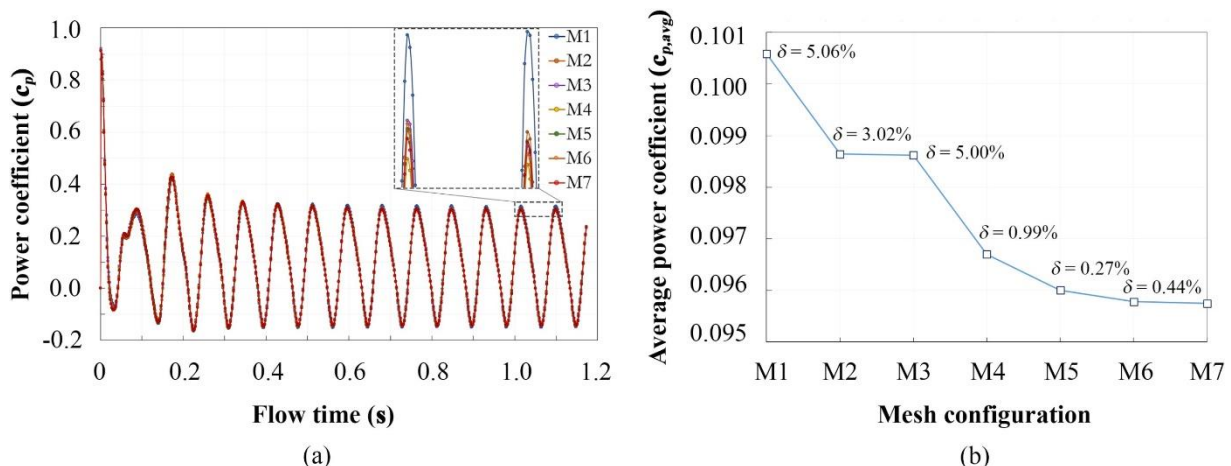 1.0
0.8
0.6
0.4
0.2
0.0
-0.2
Power coefficient (cp)
0 0.2 0.4 0.6 0.8 1.0 1.2
Flow time (s)
M1
M2
M3
M4
M5
M6
M7
(a)
0.101
0.100
0.099
0.098
0.097
0.096
0.095
Average power coefficient (cp,avg)
δ = 5.06%
δ = 3.02%
δ = 5.00%
δ = 0.99%
δ = 0.27%
δ = 0.44%
M1 M2 M3 M4 M5 M6 M7
Mesh configuration
(b)